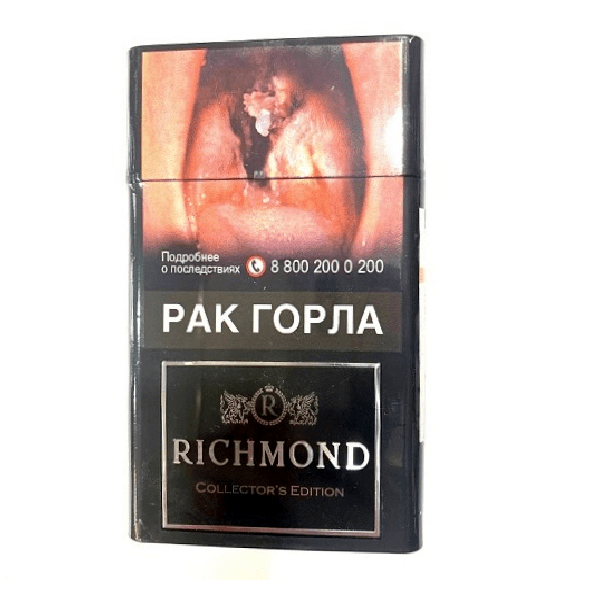 Подробнее
о последствиях 8 800 200 0 200
РАК ГОРЛА
R
RICHMOND
COLLECTOR'S EDITION